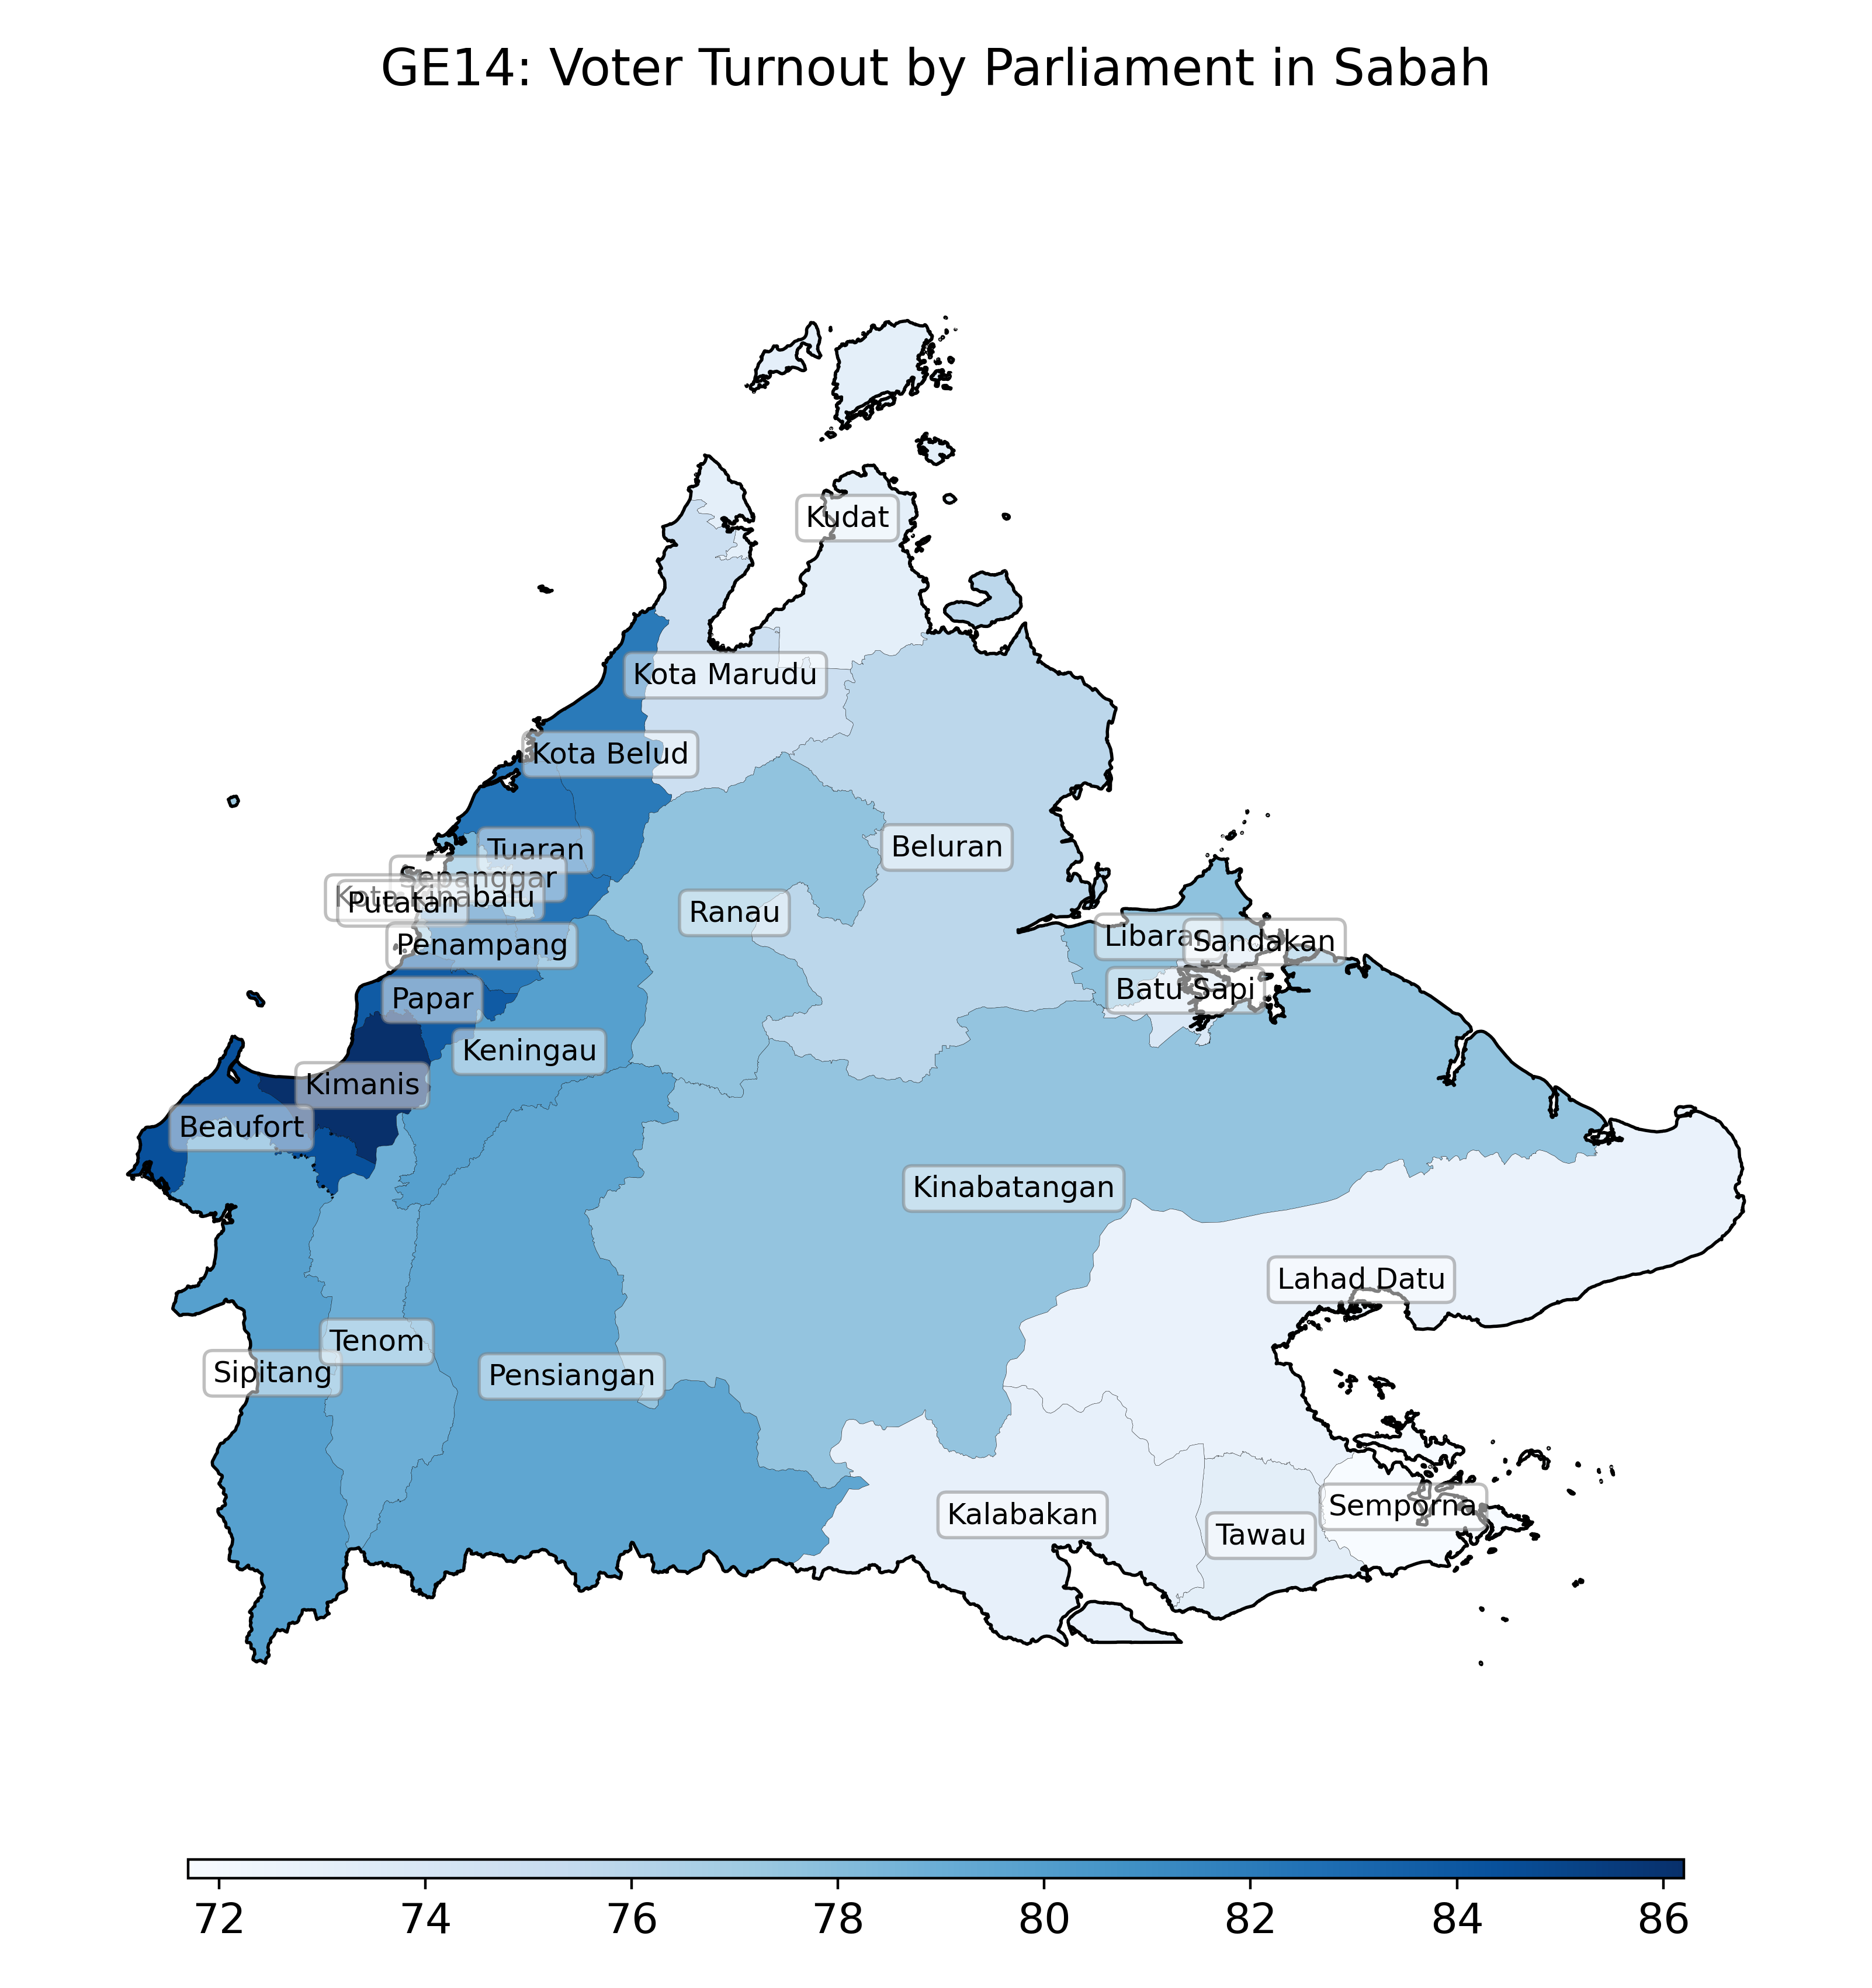 GE14: Voter Turnout by Parliament in Sabah
Kudat
Kota Marudu
Kota Belud
Tuaran
Beluran
Sepanggar
Kota Kinabalu
Putatan
Ranau
Libaran
Sandakan
Penampang
Batu Sapi
Papar
Keningau
Kimanis
Beaufort
Kinabatangan
Lahad Datu
Tenom
Sipitang
Pensiangan
Semporna
Kalabakan
Tawau
72 74 76 78 80 82 84 86